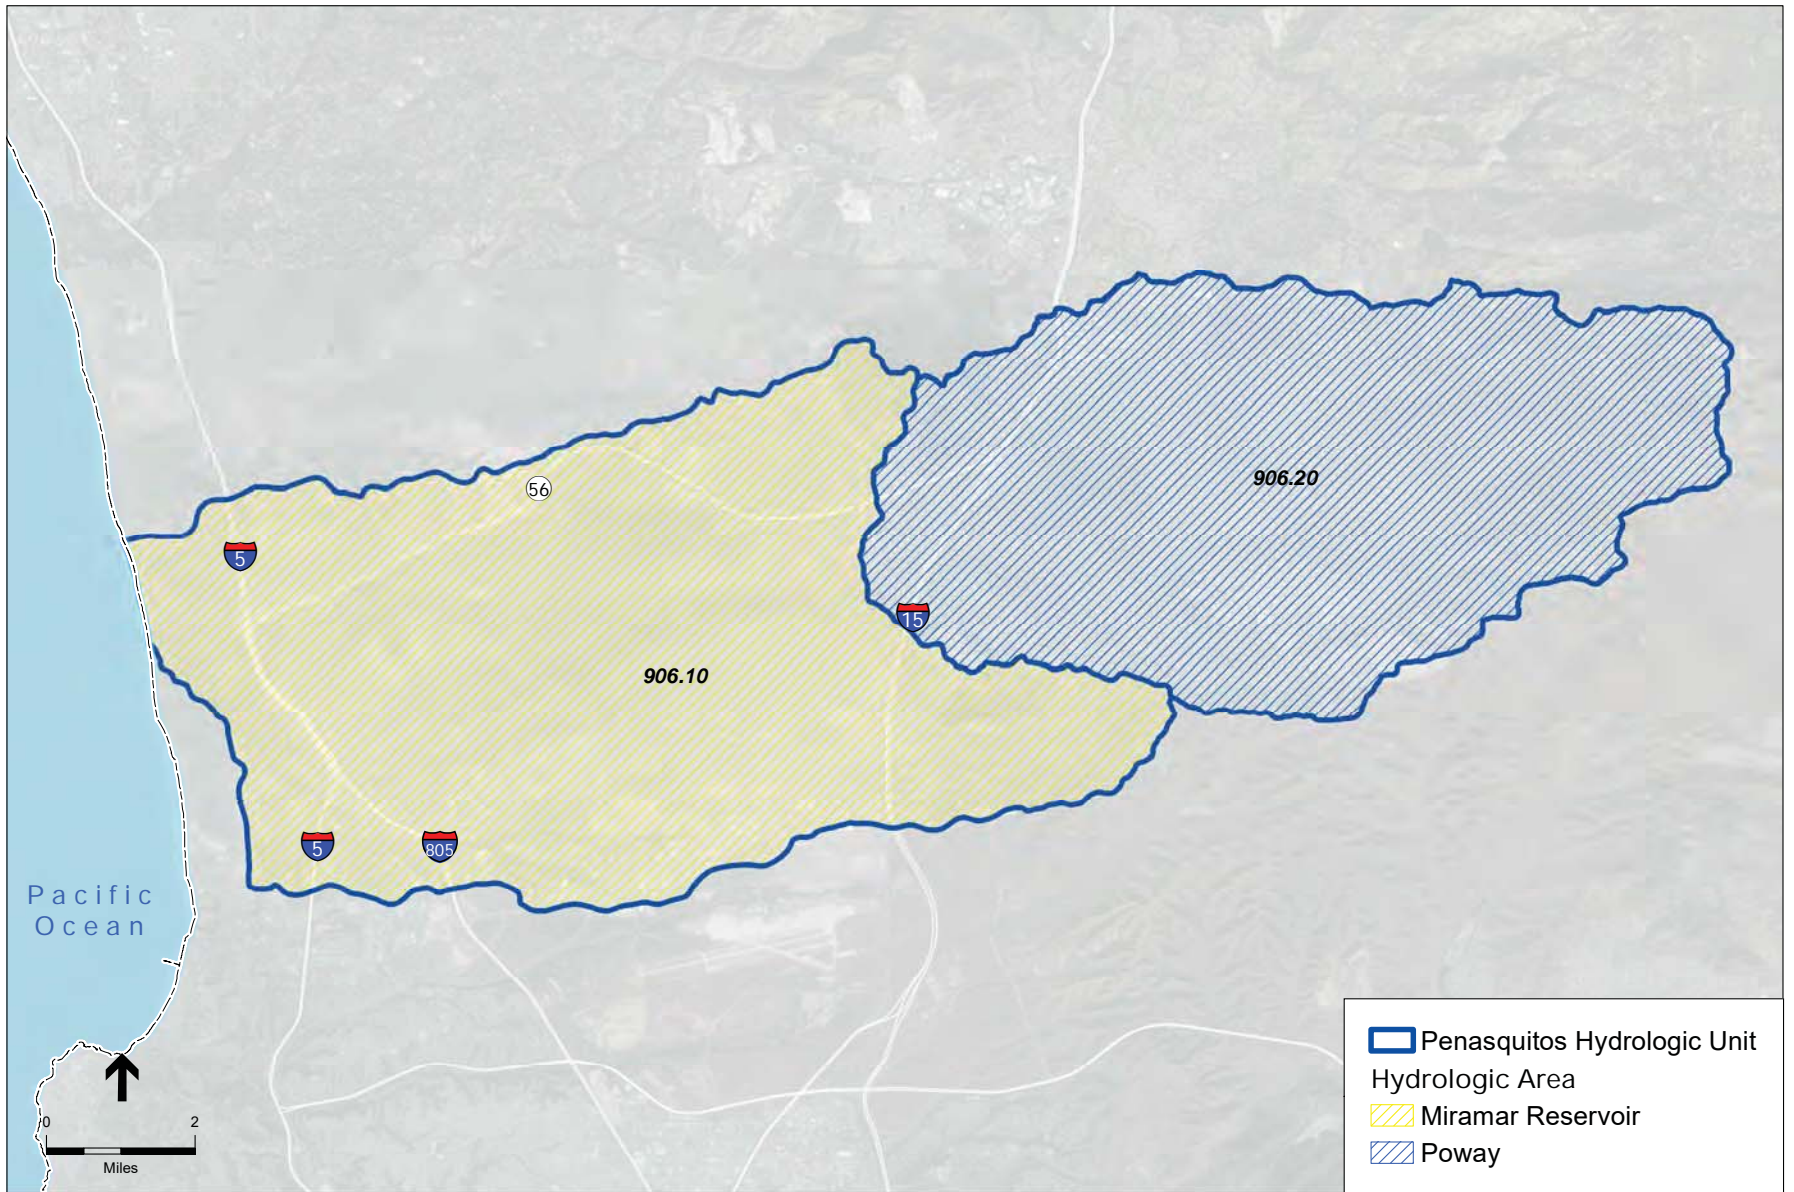 56
906.20
5
15
906.10
5
805
Pacific
Ocean
0 2
Miles
Penasquitos Hydrologic Unit
Hydrologic Area
Miramar Reservoir
Poway